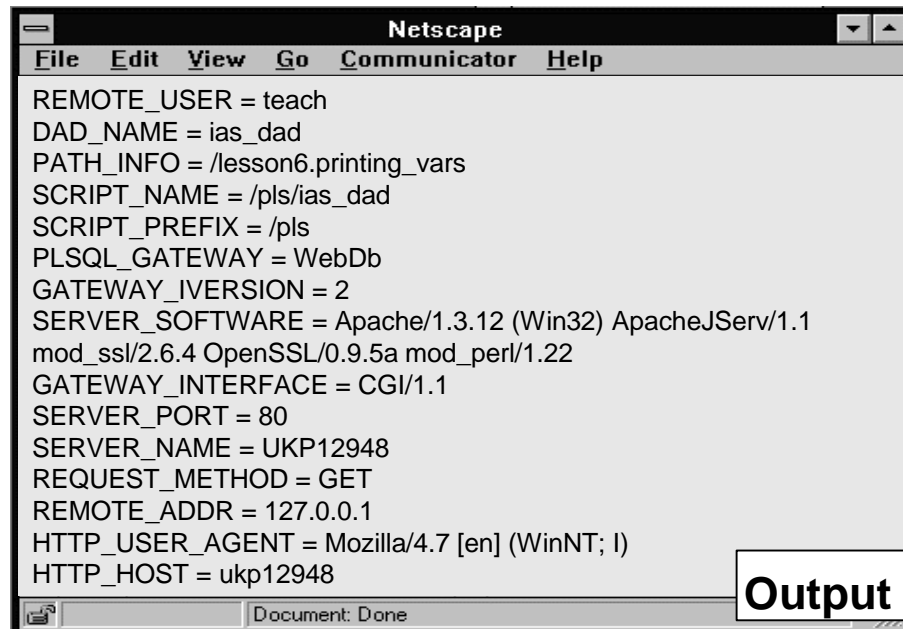 Netscape
File Edit View Go Communicator Help
REMOTE_USER = teach
DAD_NAME = ias_dad
PATH_INFO = /lesson6.printing_vars
SCRIPT_NAME = /pls/ias_dad
SCRIPT_PREFIX = /pls
PLSQL_GATEWAY = WebDb
GATEWAY_IVERSION = 2
SERVER_SOFTWARE = Apache/1.3.12 (Win32) ApacheJServ/1.1
mod_ssl/2.6.4 OpenSSL/0.9.5a mod_perl/1.22
GATEWAY_INTERFACE = CGI/1.1
SERVER_PORT = 80
SERVER_NAME = UKP12948
REQUEST_METHOD = GET
REMOTE_ADDR = 127.0.0.1
HTTP_USER_AGENT = Mozilla/4.7 [en] (WinNT; I)
HTTP_HOST = ukp12948
Output
Document: Done